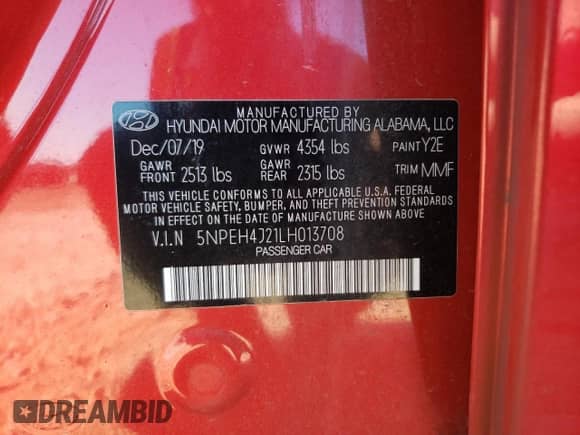 MANUFACTURED BY
HYUNDAI MOTOR MANUFACTURING ALABAMA, LLC
Dec/07/19 GVWR 4354 lbs PAINT Y2E
GAWR FRONT 2513 lbs GAWR REAR 2315 lbs TRIM MMF
THIS VEHICLE CONFORMS TO ALL APPLICABLE U.S.A. FEDERAL
MOTOR VEHICLE SAFETY, BUMPER, AND THEFT PREVENTION STANDARDS
IN EFFECT ON THE DATE OF MANUFACTURE SHOWN ABOVE.
V.I.N 5NPEH4J21LH013708
PASSENGER CAR
DREAMBID